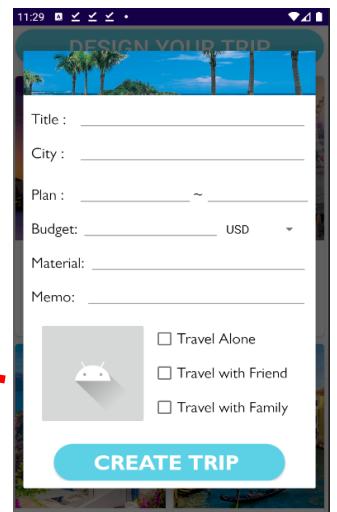 11:29
DESIGN YOUR TRIP
Title :
City :
Plan : ~
Budget: USD
Material:
Memo:
Travel Alone
Travel with Friend
Travel with Family
CREATE TRIP